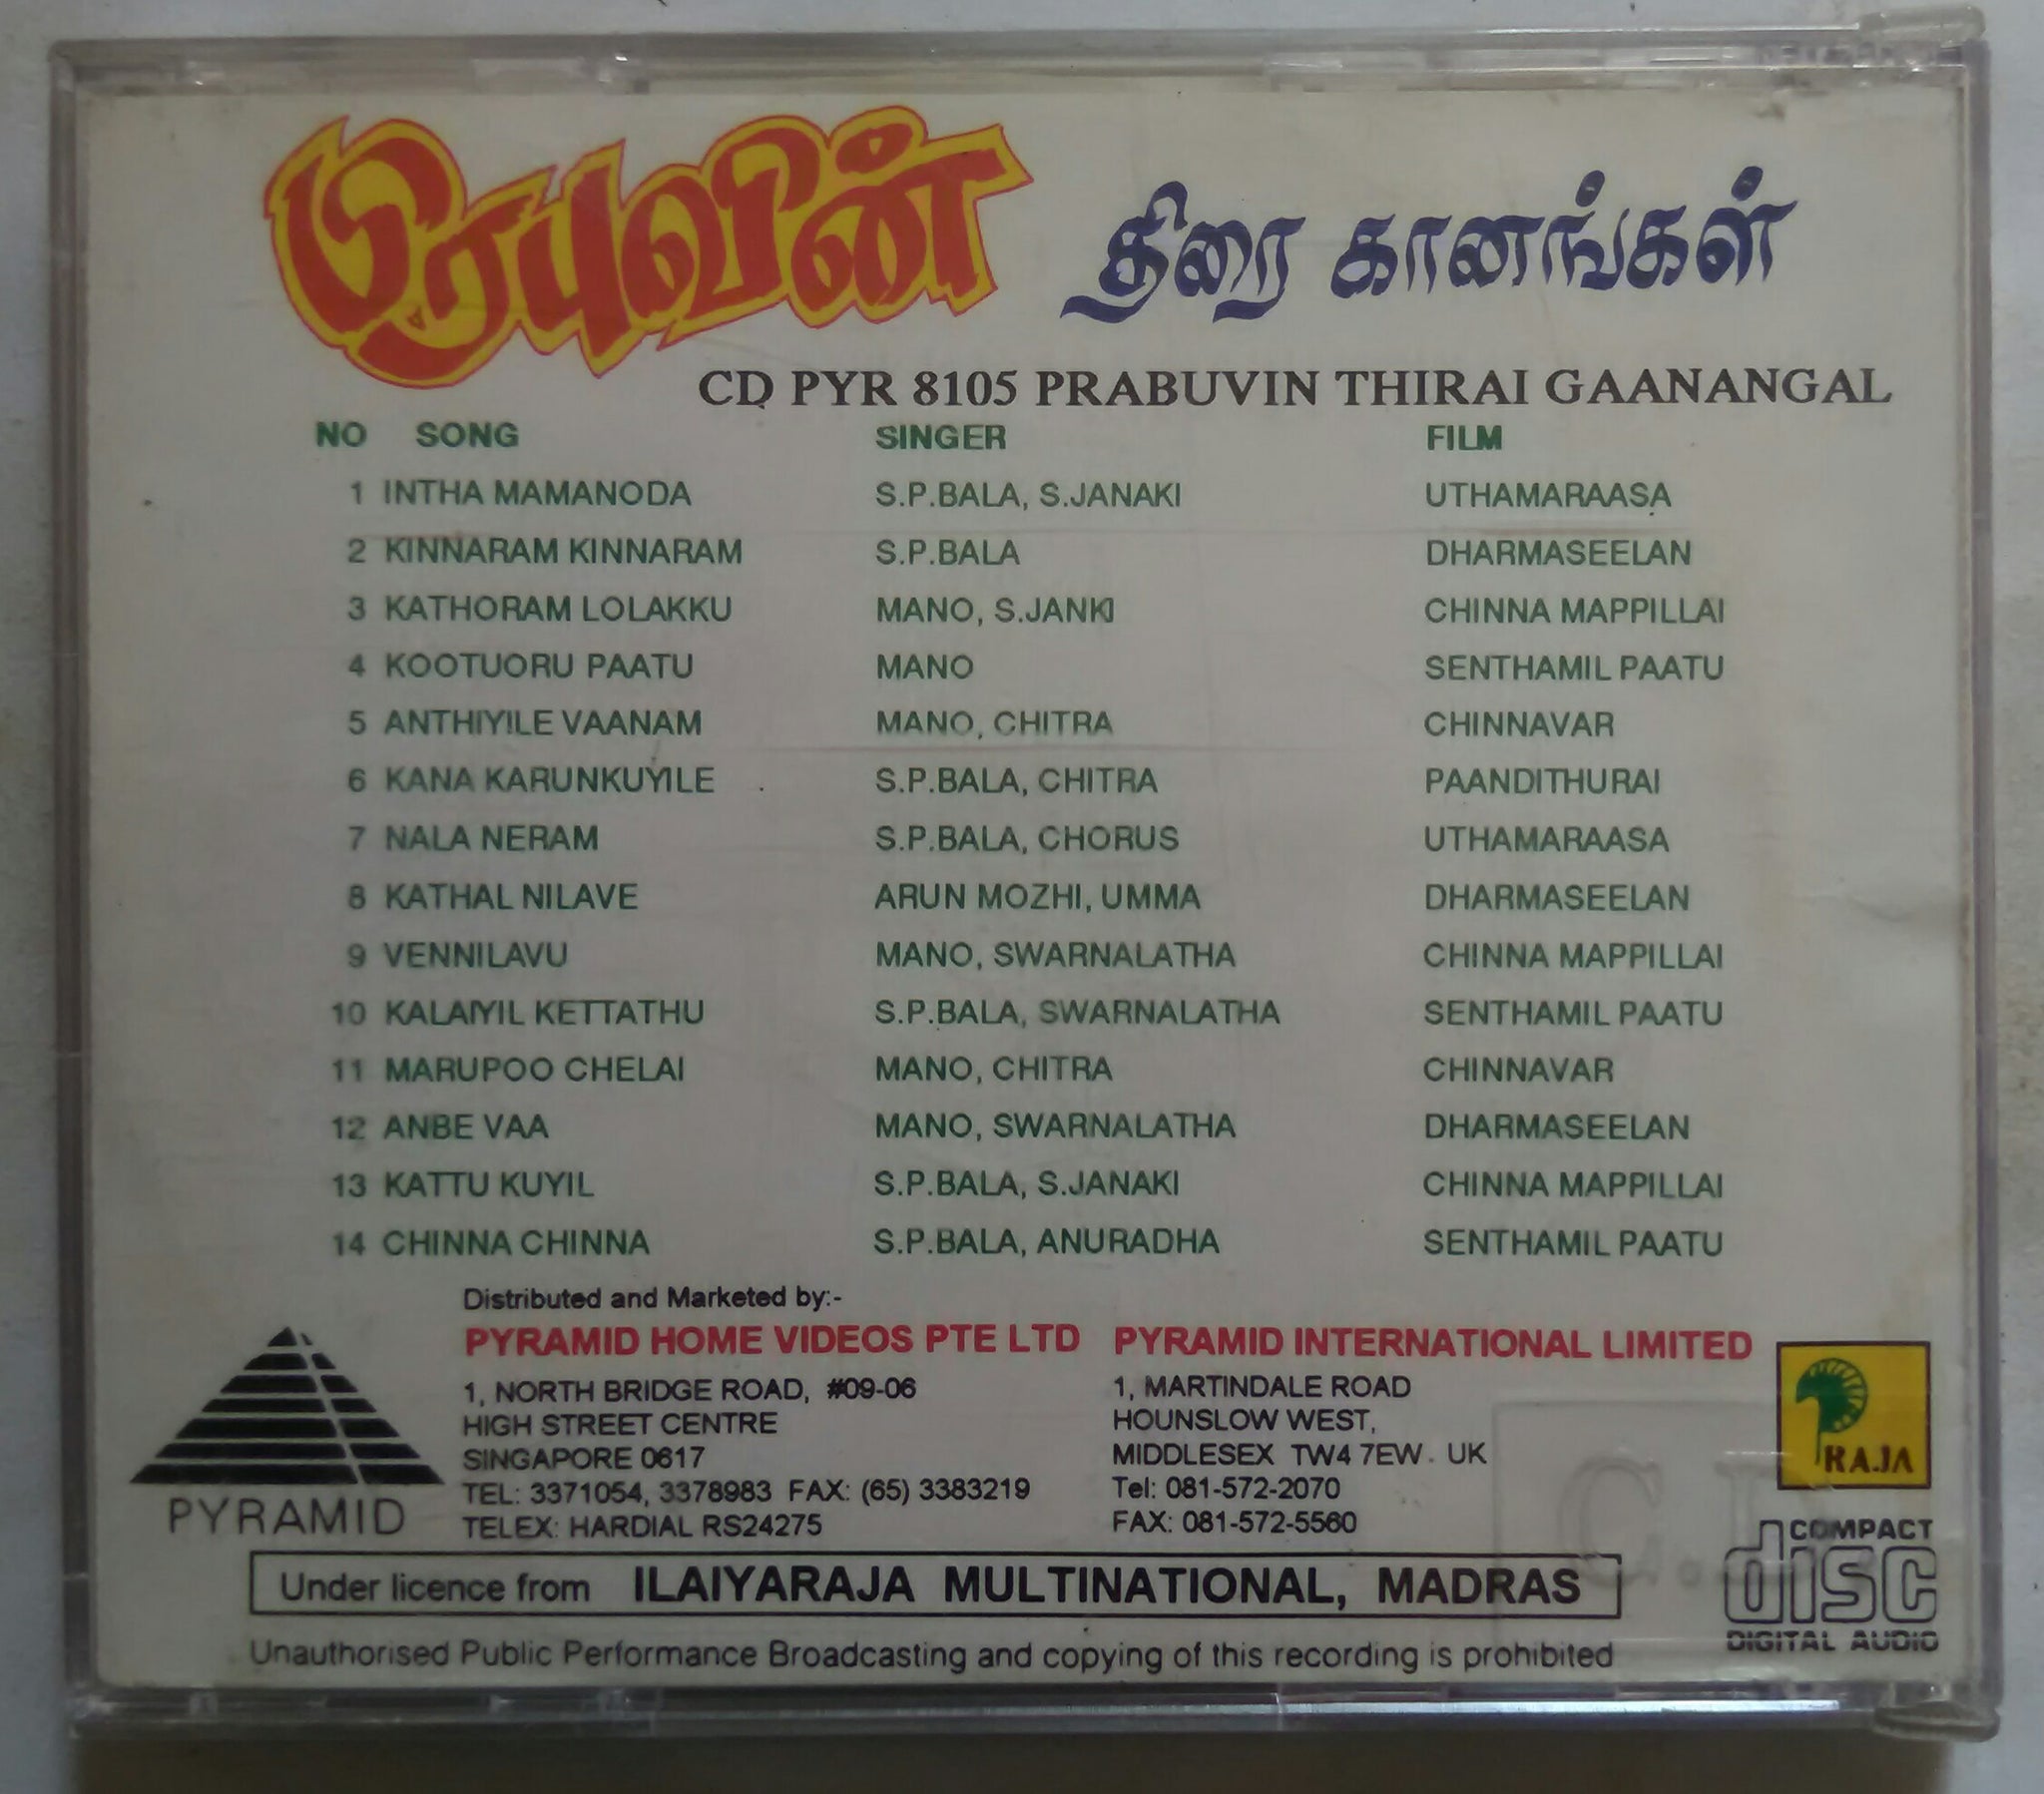 பிரபுவின் திரை கானங்கள்
CD PYR 8105 PRABUVIN THIRAI GAANANGAL
NO SONG SINGER FILM
1 INTHA MAMANODA S.P.BALA, S.JANAKI UTHAMARAASA
2 KINNARAM KINNARAM S.P.BALA DHARMASEELAN
3 KATHORAM LOLAKKU MANO, S.JANKI CHINNA MAPPILLAI
4 KOOTUORU PAATU MANO SENTHAMIL PAATU
5 ANTHIYILE VAANAM MANO, CHITRA CHINNAVAR
6 KANA KARUNKUYILE S.P.BALA, CHITRA PAANDITHURAI
7 NALA NERAM S.P.BALA, CHORUS UTHAMARAASA
8 KATHAL NILAVE ARUN MOZHI, UMMA DHARMASEELAN
9 VENNILAVU MANO, SWARNALATHA CHINNA MAPPILLAI
10 KALAIYIL KETTATHU S.P.BALA, SWARNALATHA SENTHAMIL PAATU
11 MARUPOO CHELAI MANO, CHITRA CHINNAVAR
12 ANBE VAA MANO, SWARNALATHA DHARMASEELAN
13 KATTU KUYIL S.P.BALA, S.JANAKI CHINNA MAPPILLAI
14 CHINNA CHINNA S.P.BALA, ANURADHA SENTHAMIL PAATU
Distributed and Marketed by:-
PYRAMID HOME VIDEOS PTE LTD
1, NORTH BRIDGE ROAD, #09-06
HIGH STREET CENTRE
SINGAPORE 0617
TEL: 3371054, 3378983 FAX: (65) 3383219
TELEX: HARDIAL RS24275
PYRAMID INTERNATIONAL LIMITED
1, MARTINDALE ROAD
HOUNSLOW WEST,
MIDDLESEX TW4 7EW. UK
Tel: 081-572-2070
FAX: 081-572-5560
PYRAMID
RAJA
COMPACT
disc
DIGITAL AUDIO
Under licence from ILAIYARAJA MULTINATIONAL, MADRAS
Unauthorised Public Performance Broadcasting and copying of this recording is prohibited